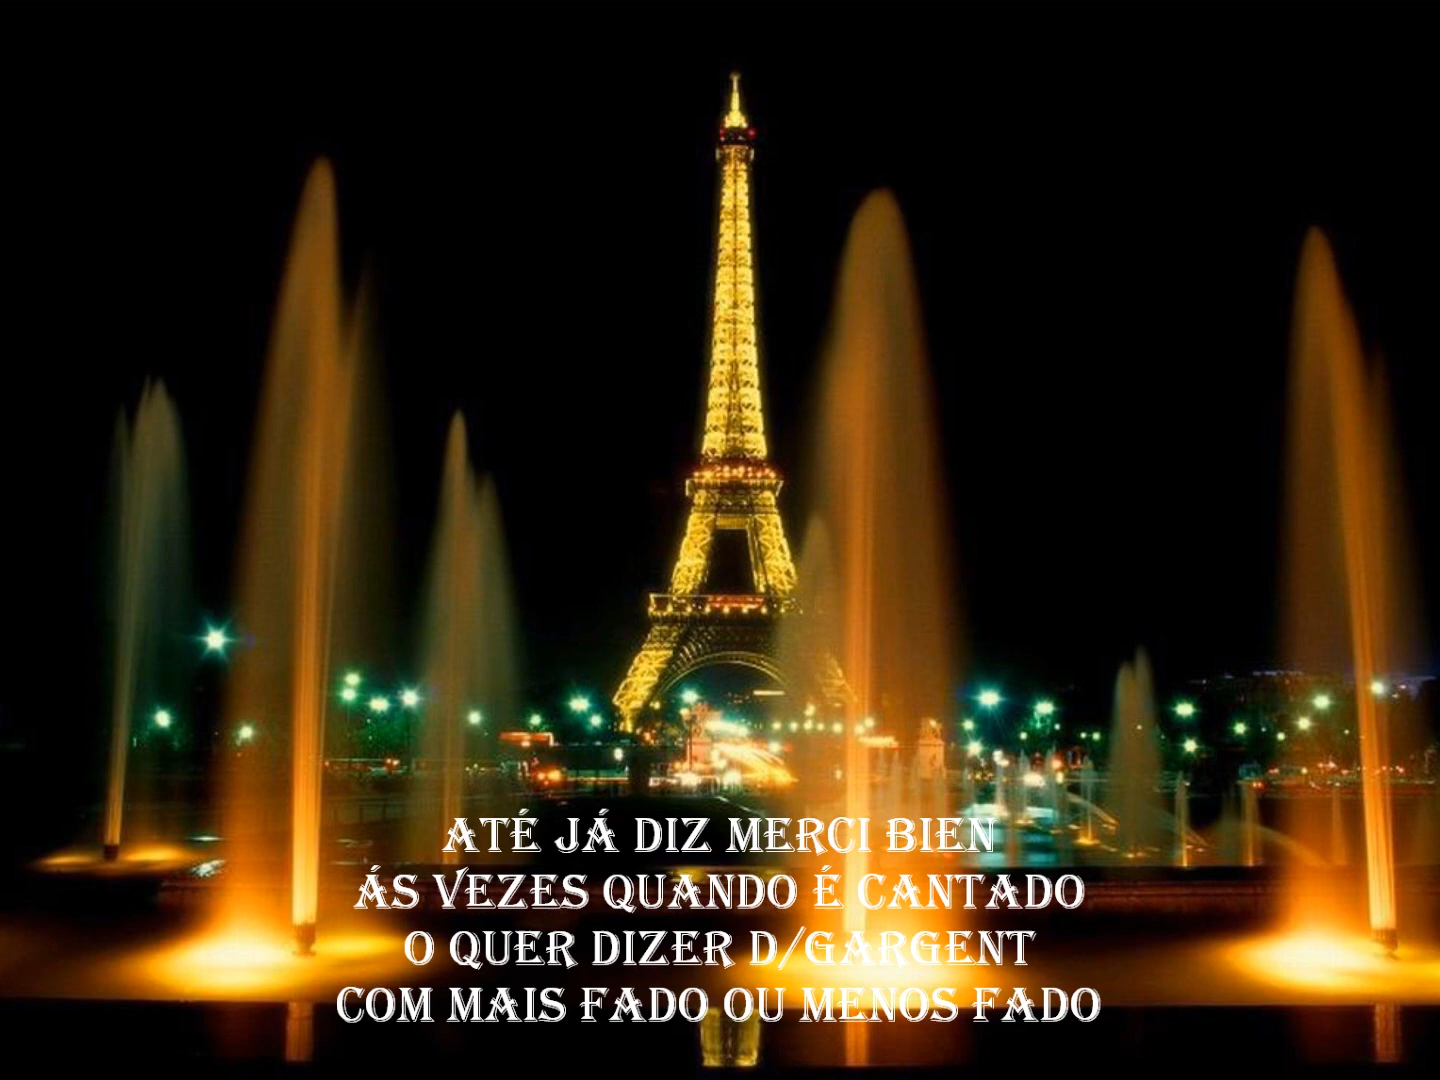 ATÉ JÁ DIZ MERCI BIEN
ÁS VEZES QUANDO É CANTADO
O QUER DIZER D/GARGENT
COM MAIS FADO OU MENOS FADO